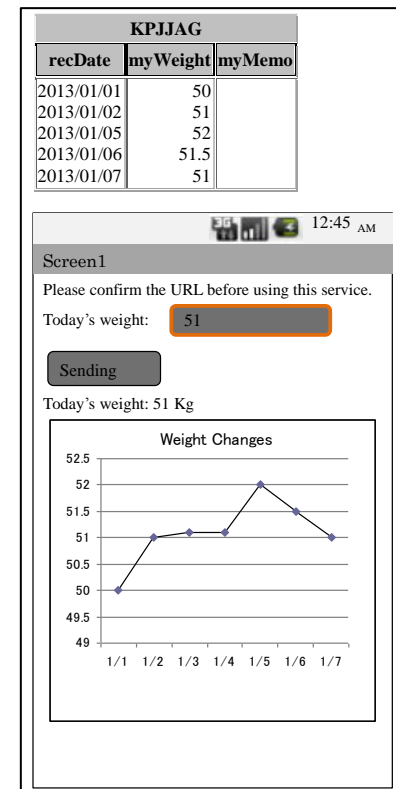 KPJJAG
recDate myWeight myMemo
2013/01/01 50
2013/01/02 51
2013/01/05 52
2013/01/06 51.5
2013/01/07 51
3G 12:45 AM
Screen1
Please confirm the URL before using this service.
Today's weight: 51
Sending
Today's weight: 51 Kg
Weight Changes
52.5
52
51.5
51
50.5
50
49.5
49
1/1 1/2 1/3 1/4 1/5 1/6 1/7